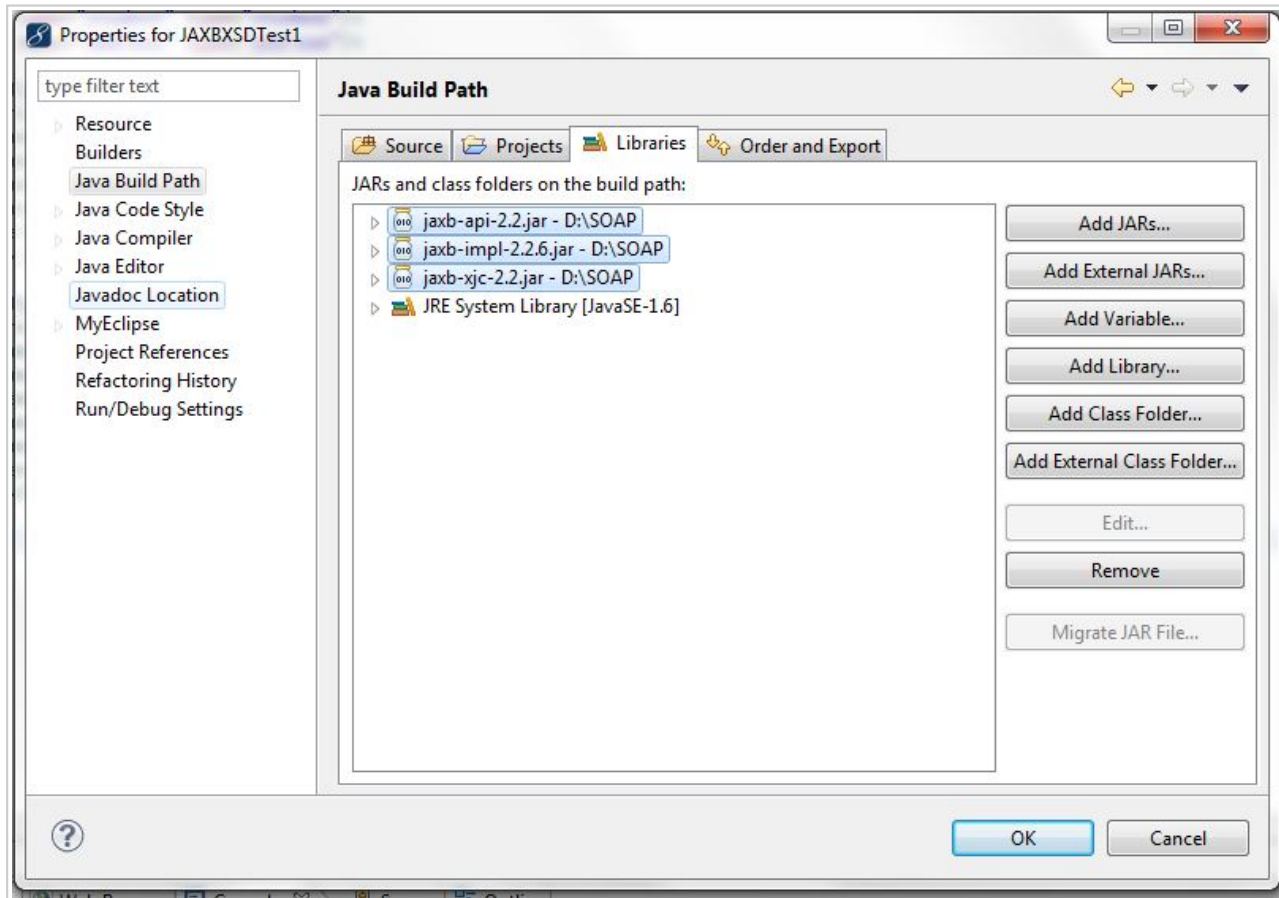 Properties for JAXBXSDTest1
type filter text
Resource
Builders
Java Build Path
Java Code Style
Java Compiler
Java Editor
Javadoc Location
MyEclipse
Project References
Refactoring History
Run/Debug Settings
Java Build Path
Source
Projects
Libraries
Order and Export
JARs and class folders on the build path:
jaxb-api-2.2.jar - D:\SOAP
jaxb-impl-2.2.6.jar - D:\SOAP
jaxb-xjc-2.2.jar - D:\SOAP
JRE System Library [JavaSE-1.6]
Add JARs...
Add External JARs...
Add Variable...
Add Library...
Add Class Folder...
Add External Class Folder...
Edit...
Remove
Migrate JAR File...
OK
Cancel